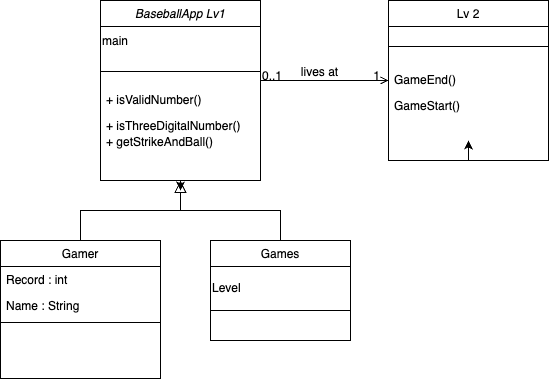 BaseballApp Lv1
main
+ isValidNumber()
+ isThreeDigitalNumber()
+ getStrikeAndBall()
0..1
lives at
1
Lv 2
GameEnd()
GameStart()
Gamer
Record : int
Name : String
Games
Level